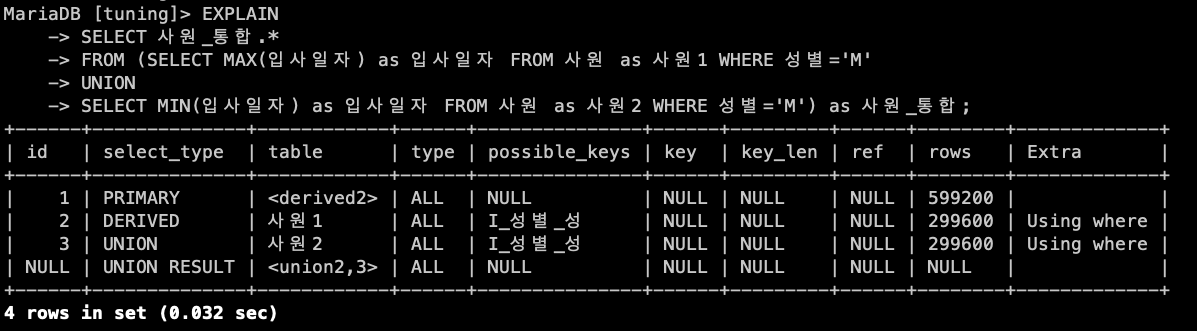 MariaDB [tuning]> EXPLAIN
    -> SELECT 사원_통합.*
    -> FROM (SELECT MAX(입사일자) as 입사일자 FROM 사원 as 사원1 WHERE 성별='M'
    -> UNION
    -> SELECT MIN(입사일자) as 입사일자 FROM 사원 as 사원2 WHERE 성별='M') as 사원_통합;
+------+--------------+------------+------+---------------+------+---------+------+--------+-------------+
| id   | select_type  | table      | type | possible_keys | key  | key_len | ref  | rows   | Extra       |
+------+--------------+------------+------+---------------+------+---------+------+--------+-------------+
|    1 | PRIMARY      | <derived2> | ALL  | NULL          | NULL | NULL    | NULL | 599200 |             |
|    2 | DERIVED      | 사원1      | ALL  | I_성별_성     | NULL | NULL    | NULL | 299600 | Using where |
|    3 | UNION        | 사원2      | ALL  | I_성별_성     | NULL | NULL    | NULL | 299600 | Using where |
| NULL | UNION RESULT | <union2,3> | ALL  | NULL          | NULL | NULL    | NULL | NULL   |             |
+------+--------------+------------+------+---------------+------+---------+------+--------+-------------+
4 rows in set (0.032 sec)